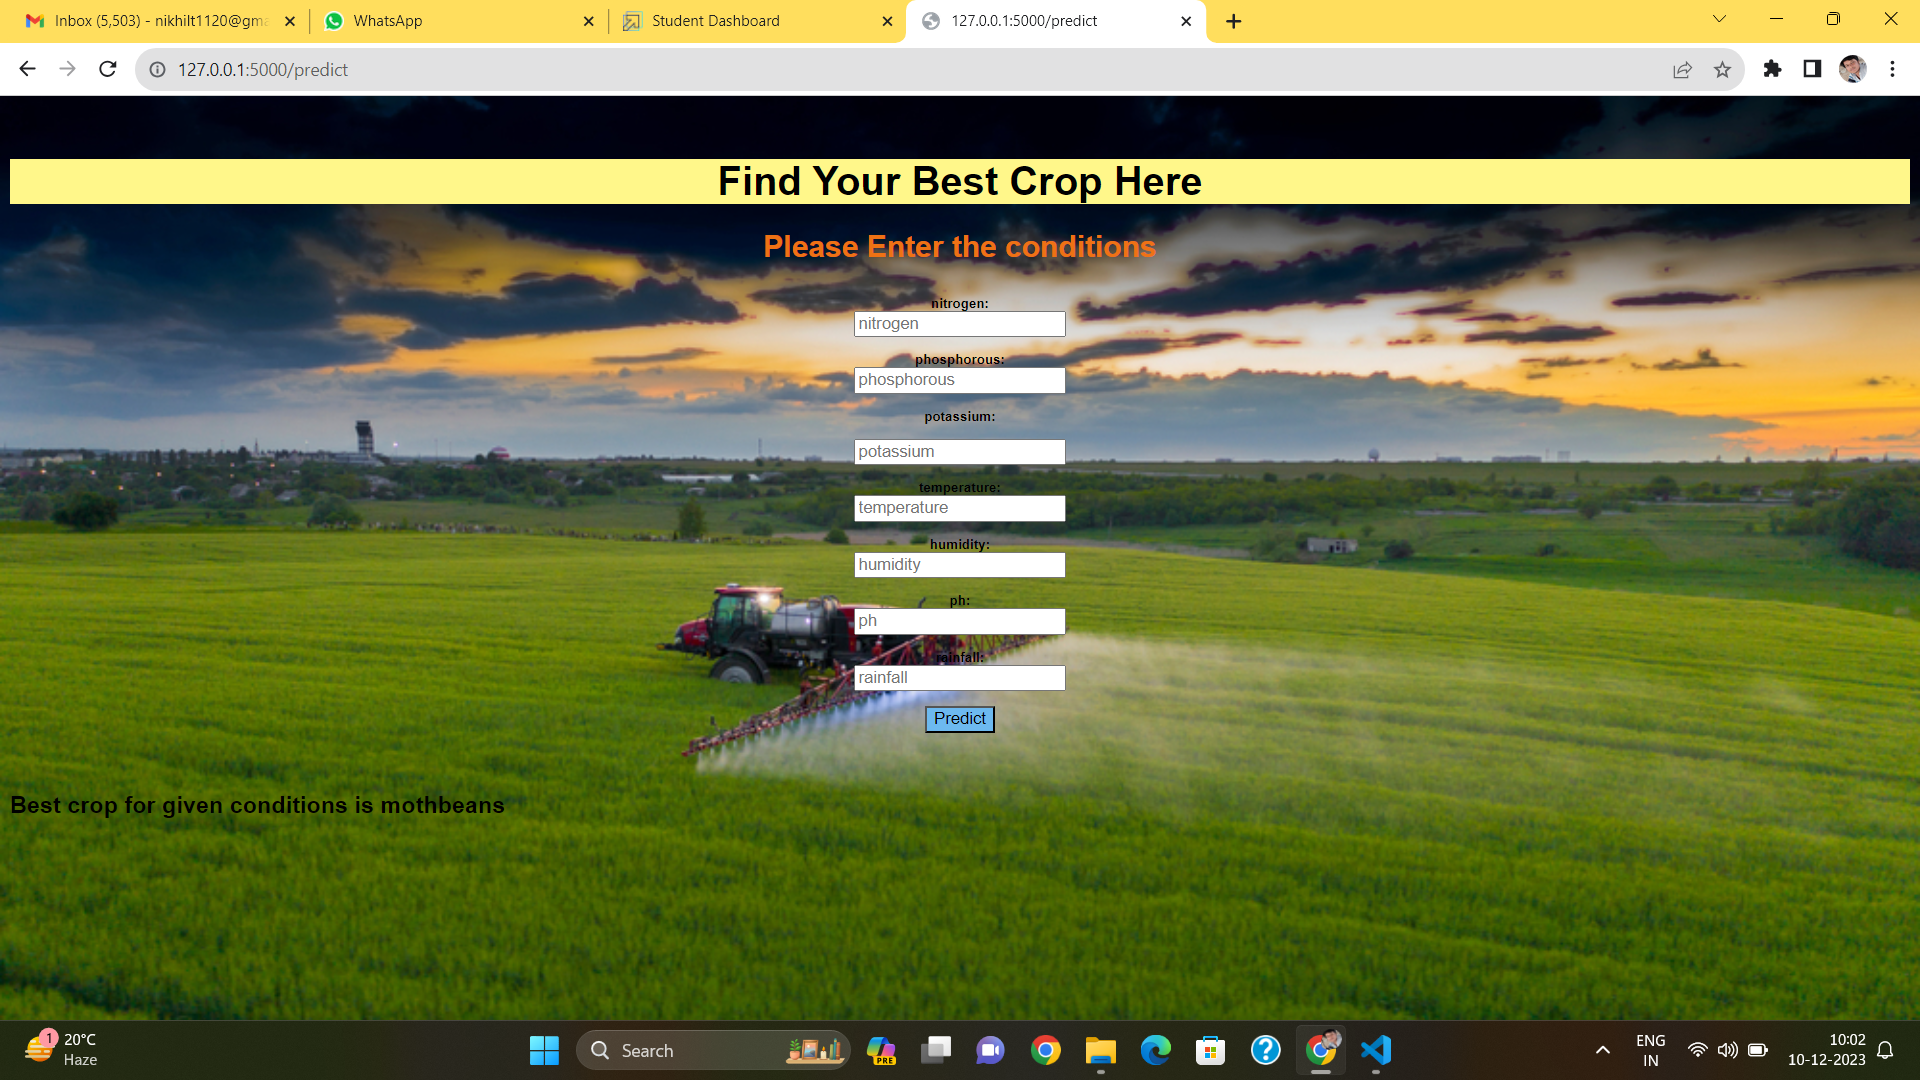 Inbox (5,503) - nikhilt1120@gma
WhatsApp
Student Dashboard
127.0.0.1:5000/predict
127.0.0.1:5000/predict
Find Your Best Crop Here
Please Enter the conditions
nitrogen:
nitrogen
phosphorous:
phosphorous
potassium:
potassium
temperature:
temperature
humidity:
humidity
ph:
ph
rainfall:
rainfall
Predict
Best crop for given conditions is mothbeans
1
20°C
Haze
Search
PRE
ENG
IN
10:02
10-12-2023